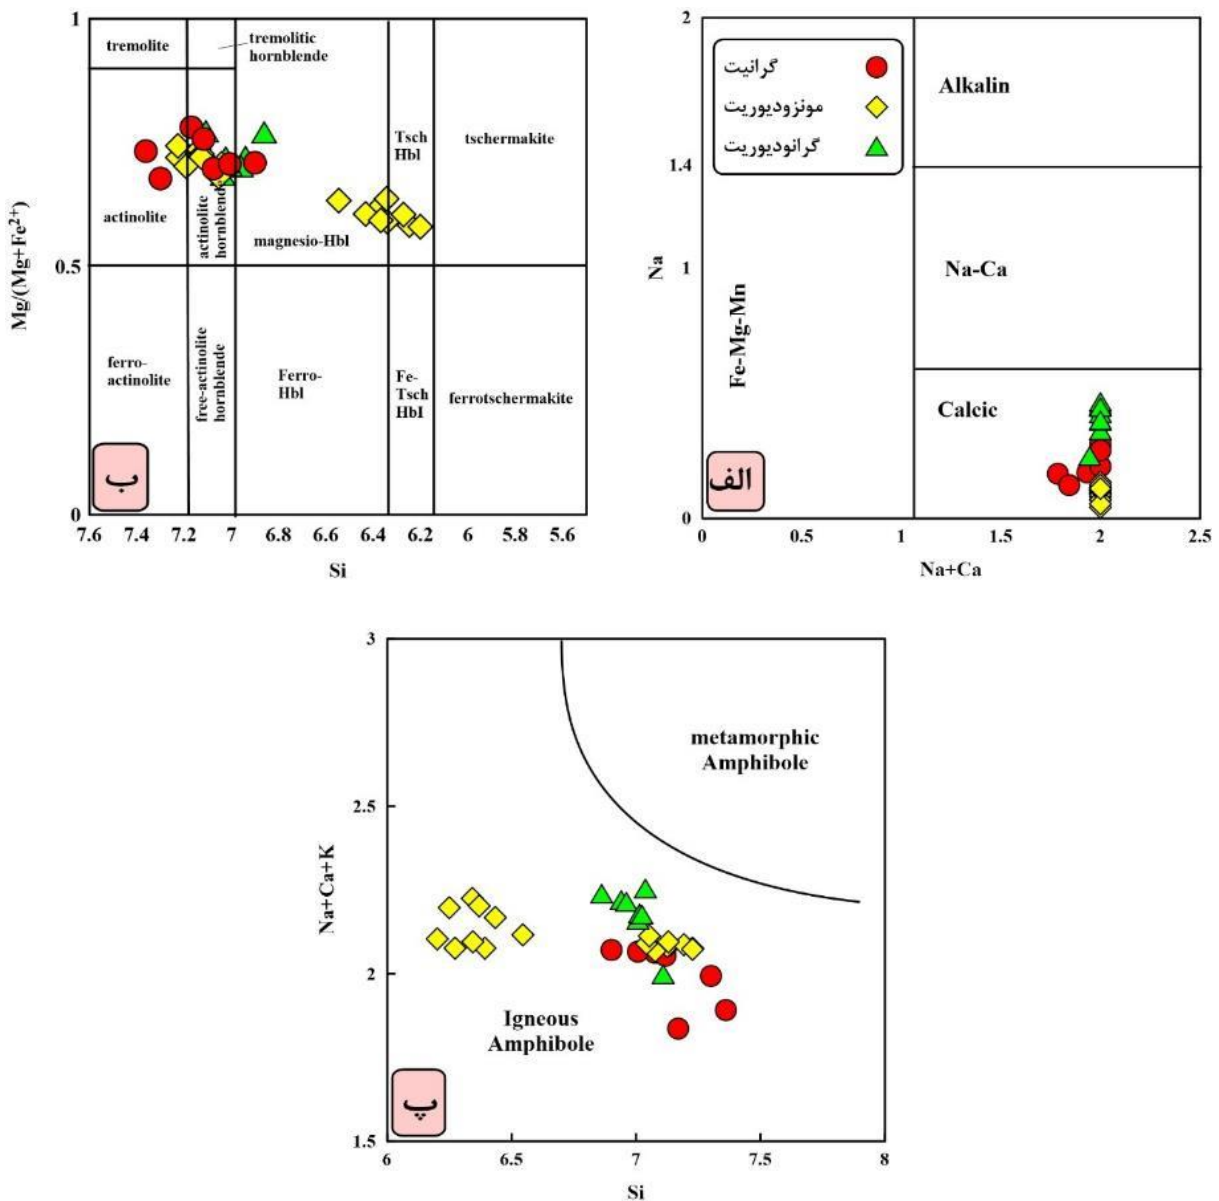 1
0.5
0
Mg/(Mg+Fe2+)
tremolite
tremolitic
hornblende
Tsch
Hbl
tschermakite
actinolite
actinolite
hornblend
magnesio-Hbl
ferro-
actinolite
free-actinolite
hornblende
Ferro-
Hbl
Fe-
Tsch
Hbl
ferrotschermakite
ب
7.6 7.4 7.2 7 6.8 6.6 6.4 6.2 6 5.8 5.6
Si
2
1.4
1
0
Na
گرانیت
مونزودیوریت
گرانودیوریت
Alkalin
Na-Ca
Fe-Mg-Mn
Calcic
الف
0 0.5 1 1.5 2 2.5
Na+Ca
3
2.5
2
1.5
Na+Ca+K
metamorphic
Amphibole
Igneous
Amphibole
پ
6 6.5 7 7.5 8
Si